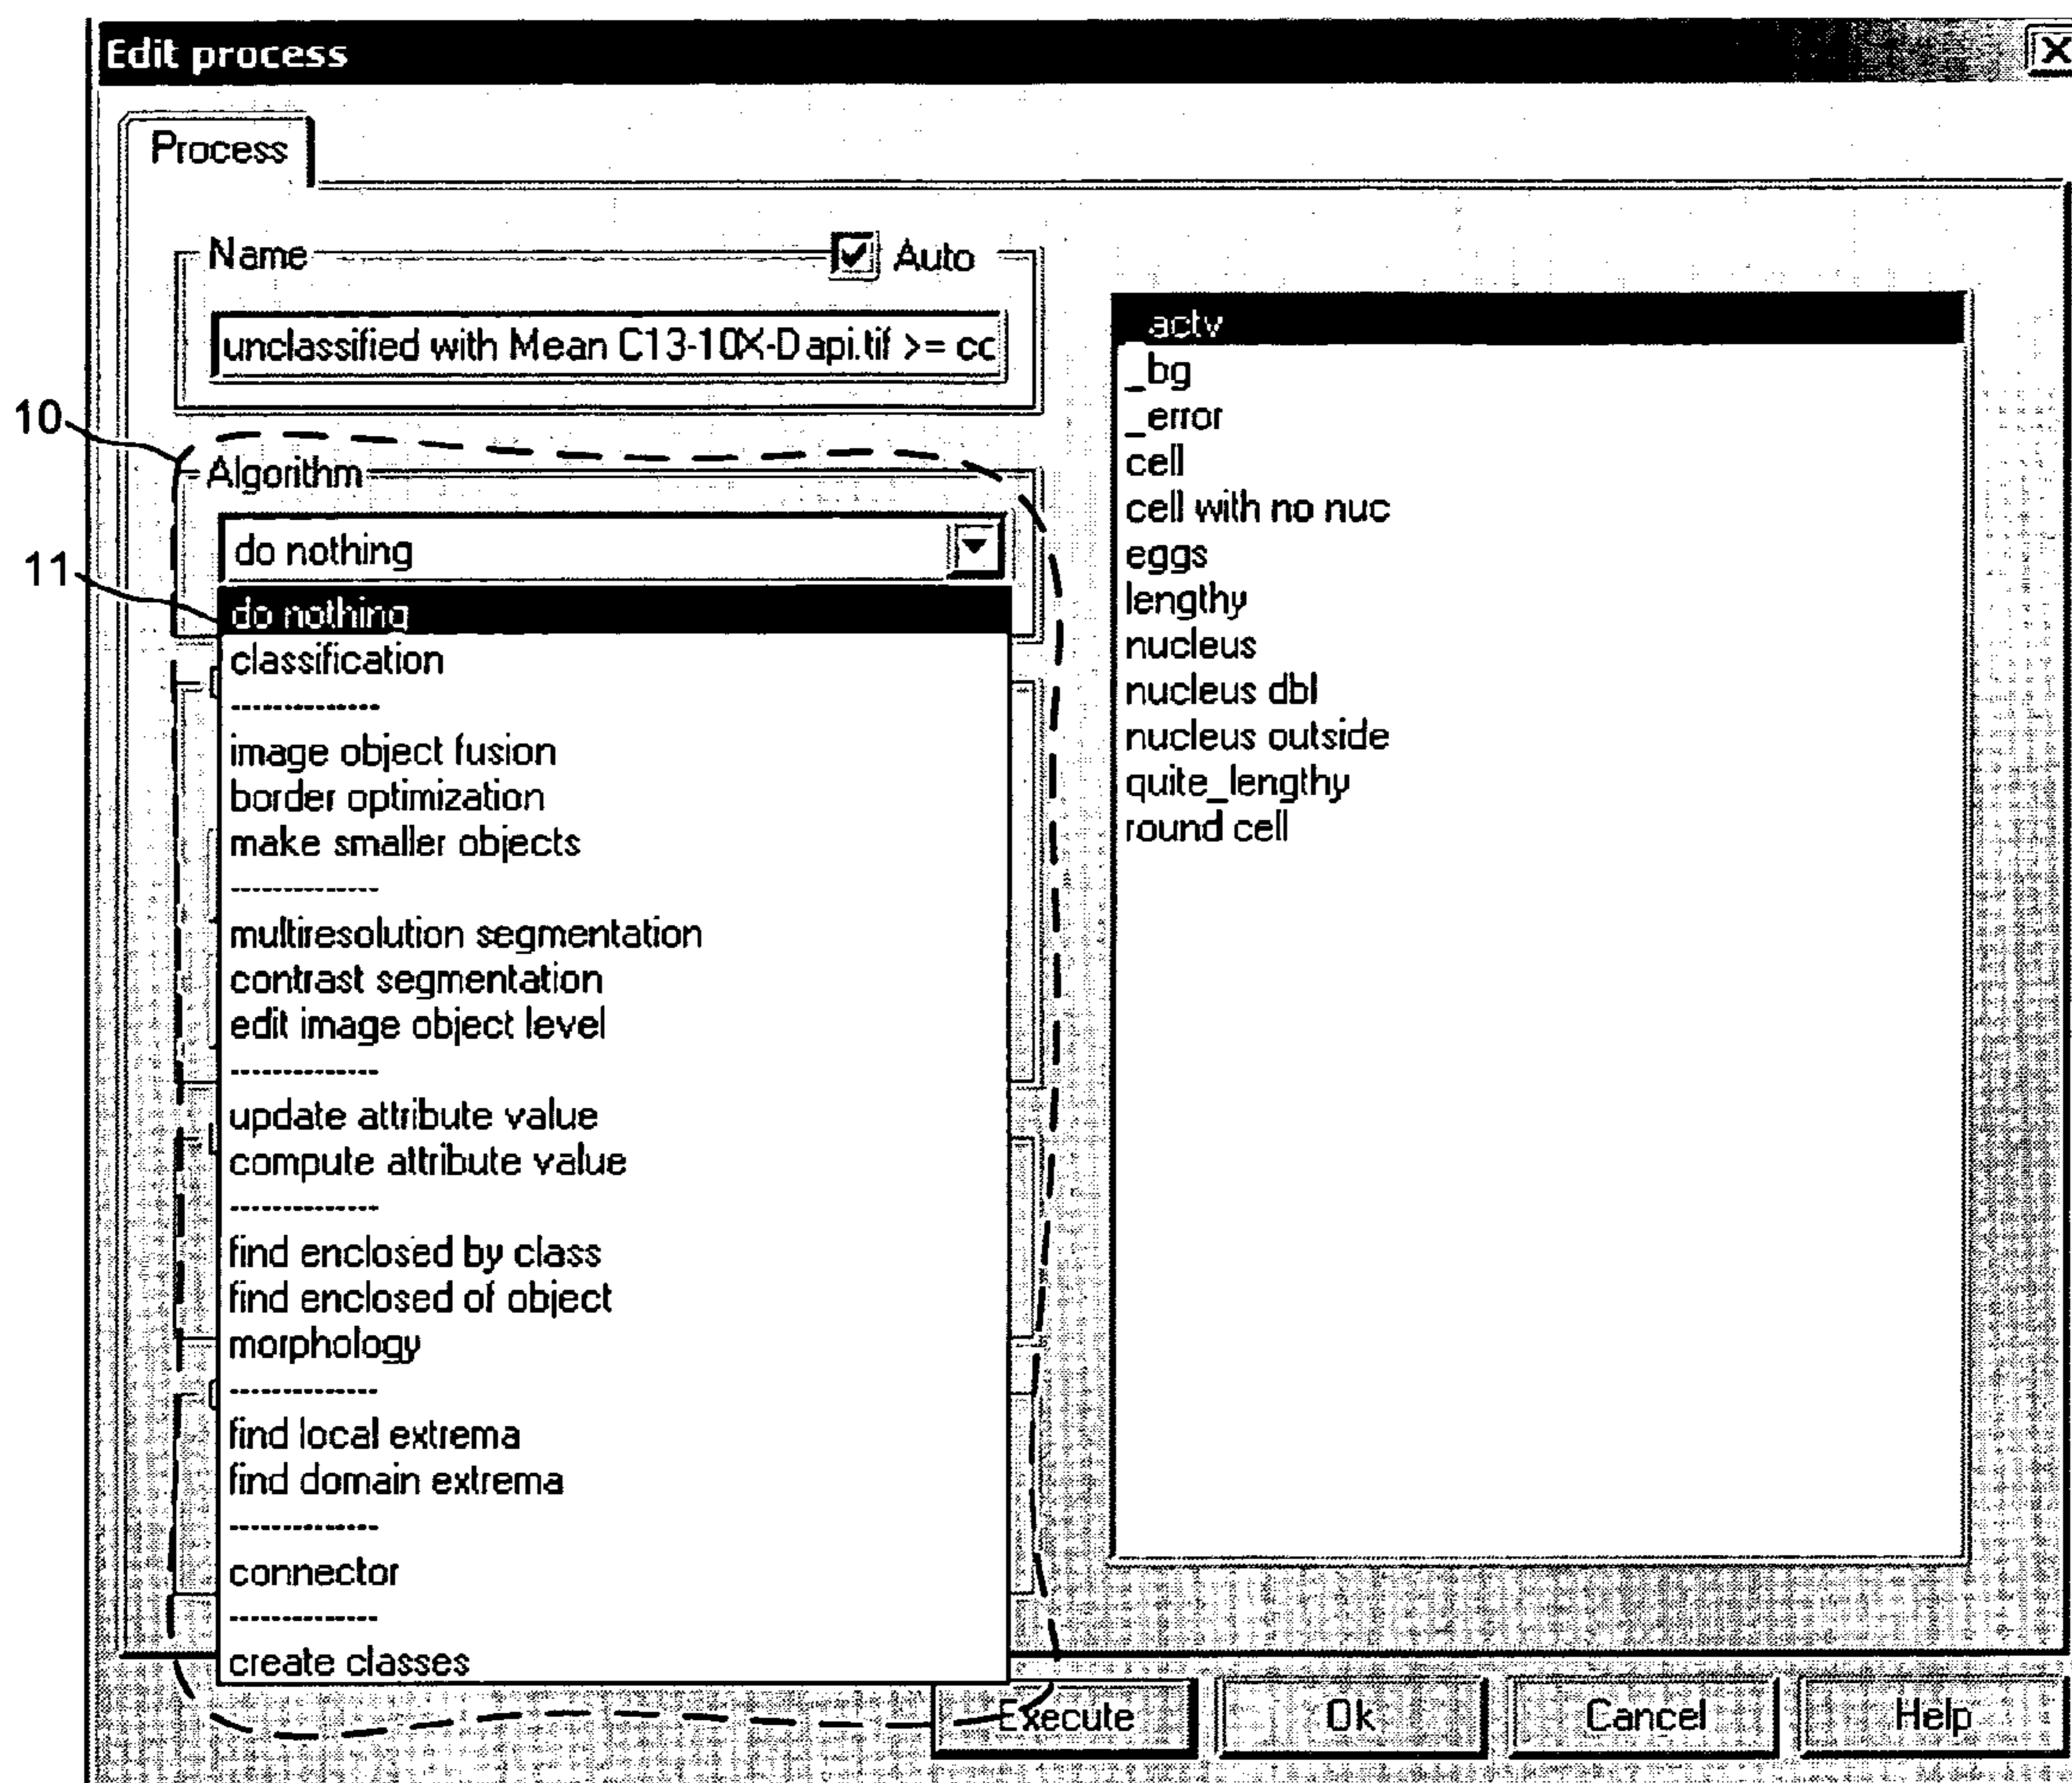 Edit process
Process
Name
Auto
unclassified with Mean C13-10X-Dapi.tif >= cc
10
Algorithm
do nothing
11
do nothing
classification
--------------
image object fusion
border optimization
make smaller objects
--------------
multiresolution segmentation
contrast segmentation
edit image object level
--------------
update attribute value
compute attribute value
--------------
find enclosed by class
find enclosed of object
morphology
--------------
find local extrema
find domain extrema
--------------
connector
--------------
create classes
_actv
_bg
_error
cell
cell with no nuc
eggs
lengthy
nucleus
nucleus dbl
nucleus outside
quite_lengthy
round cell
Execute
Ok
Cancel
Help